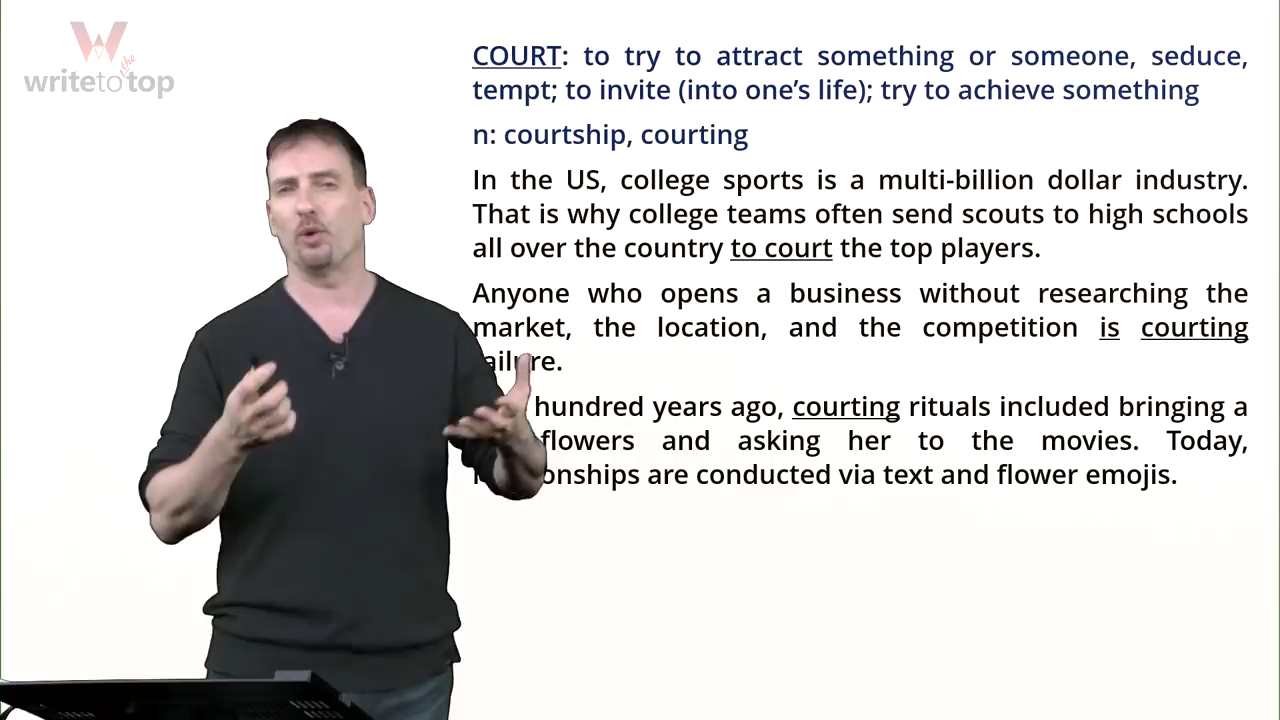 writetothetop
COURT: to try to attract something or someone, seduce,
tempt; to invite (into one's life); try to achieve something
n: courtship, courting
In the US, college sports is a multi-billion dollar industry.
That is why college teams often send scouts to high schools
all over the country to court the top players.
Anyone who opens a business without researching the
market, the location, and the competition is courting
failure.
hundred years ago, courting rituals included bringing a
flowers and asking her to the movies. Today,
are conducted via text and flower emojis.